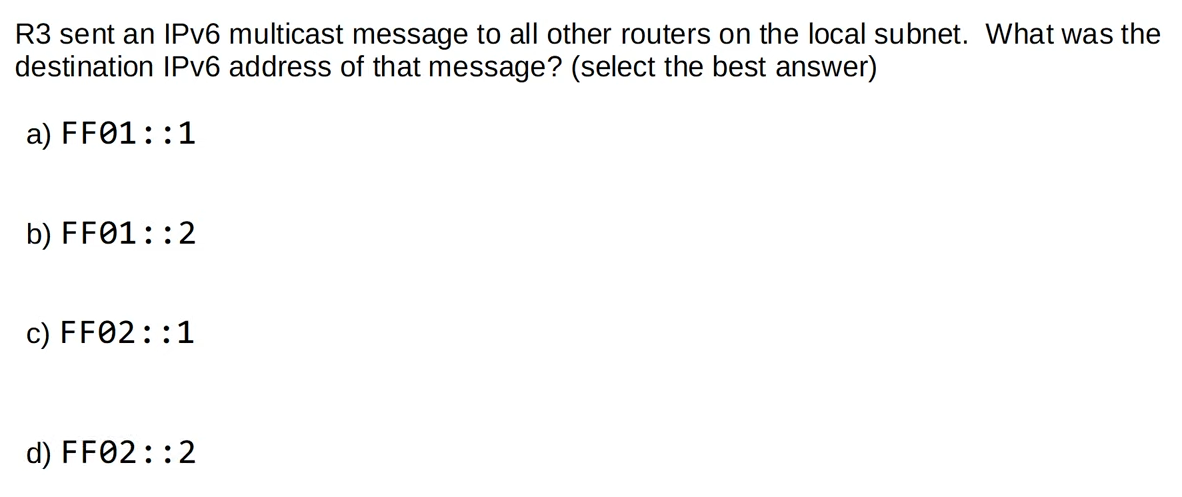 R3 sent an IPv6 multicast message to all other routers on the local subnet.  What was the
destination IPv6 address of that message? (select the best answer)
a) FF01::1
b) FF01::2
c) FF02::1
d) FF02::2